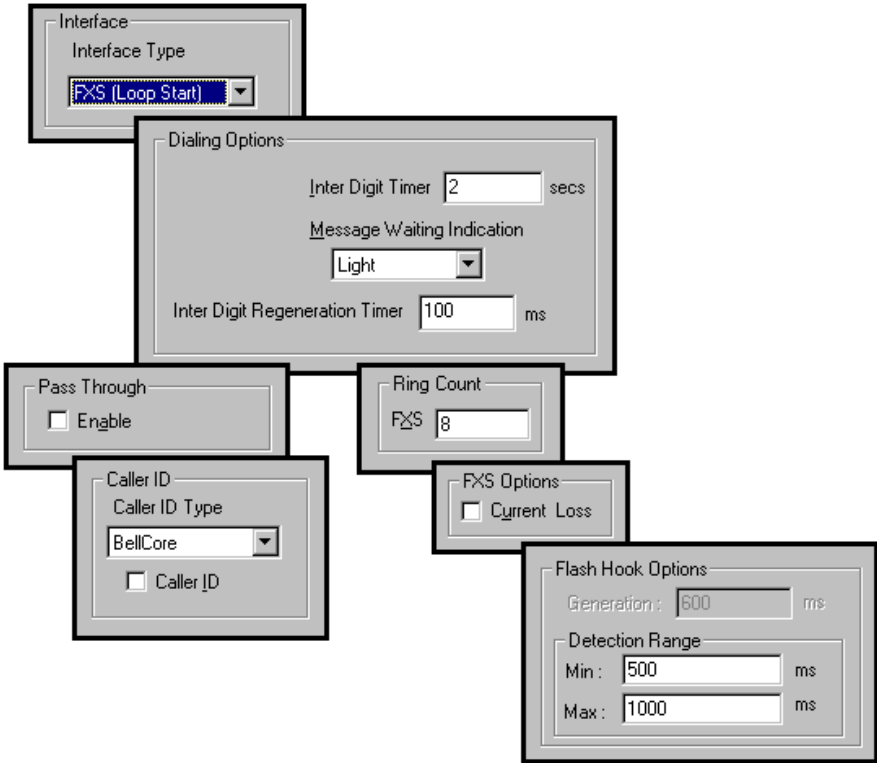 Interface
Interface Type
FXS (Loop Start)
Dialing Options
Inter Digit Timer 2 secs
Message Waiting Indication
Light
Inter Digit Regeneration Timer 100 ms
Pass Through
Enable
Ring Count
FXS 8
Caller ID
Caller ID Type
BellCore
Caller ID
FXS Options
Current Loss
Flash Hook Options
Generation : 600 ms
Detection Range
Min : 500 ms
Max : 1000 ms